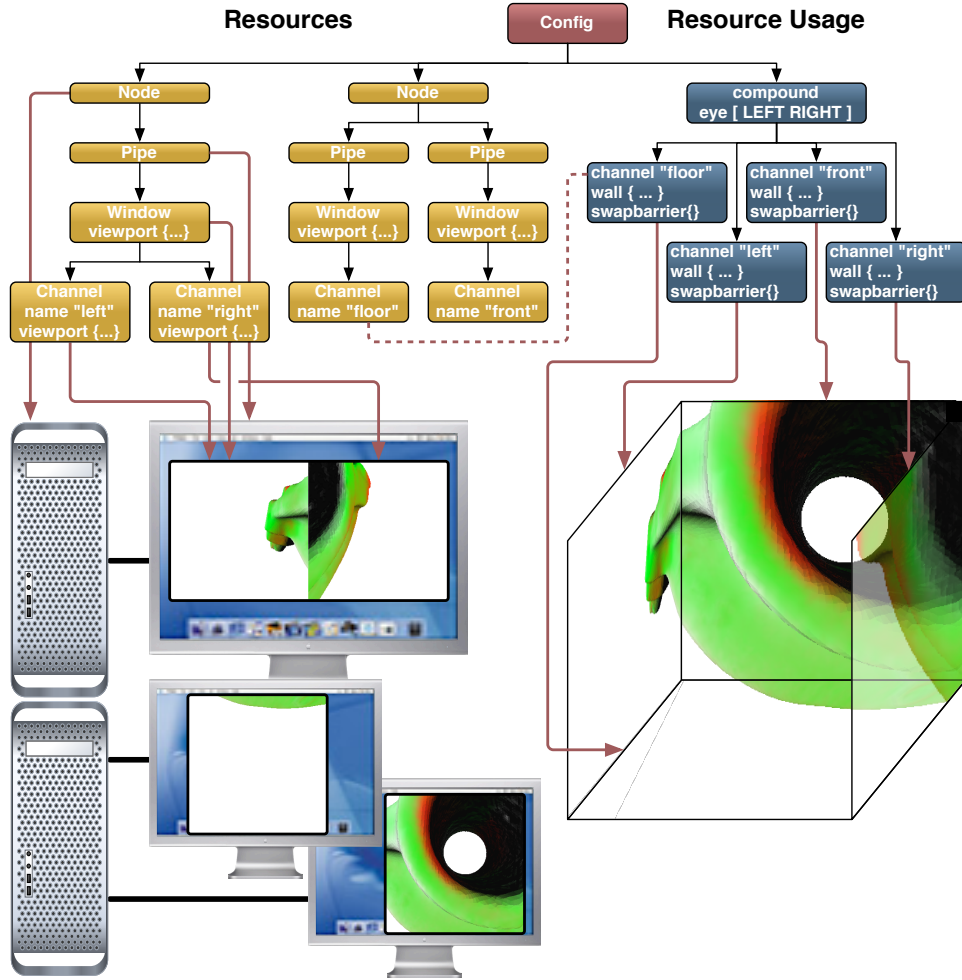 Resources
Config
Resource Usage
Node
Node
compound
eye [ LEFT RIGHT ]
Pipe
Pipe
Pipe
channel "floor"
wall { ... }
swapbarrier{}
channel "front"
wall { ... }
swapbarrier{}
Window
viewport {...}
Window
viewport {...}
Window
viewport {...}
channel "left"
wall { ... }
swapbarrier{}
channel "right"
wall { ... }
swapbarrier{}
Channel
name "left"
viewport {...}
Channel
name "right"
viewport {...}
Channel
name "floor"
Channel
name "front"